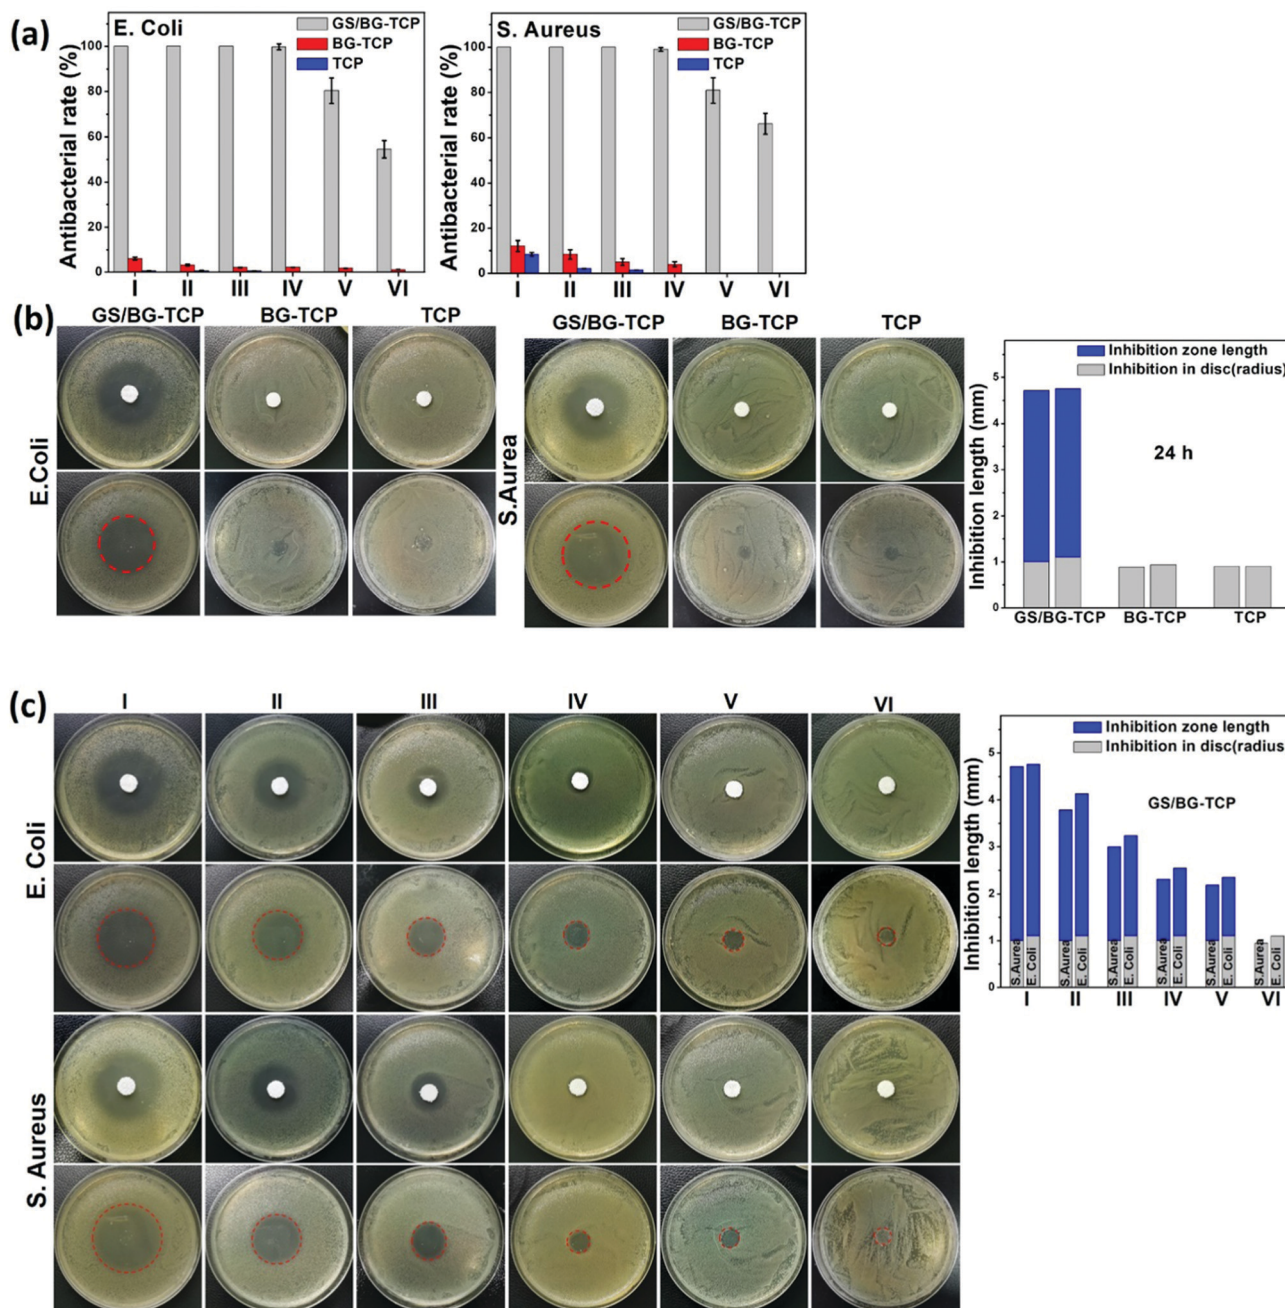 (a)
E. Coli
GS/BG-TCP
BG-TCP
TCP
Antibacterial rate (%)
100
80
60
40
20
0
I II III IV V VI
S. Aureus
GS/BG-TCP
BG-TCP
TCP
Antibacterial rate (%)
100
80
60
40
20
0
I II III IV V VI
(b)
GS/BG-TCP BG-TCP TCP
E.Coli
GS/BG-TCP BG-TCP TCP
S.Aurea
Inhibition zone length
Inhibition in disc(radius)
24 h
Inhibition length (mm)
5
4
3
2
1
0
GS/BG-TCP BG-TCP TCP
(c)
I II III IV V VI
E. Coli
S. Aureus
Inhibition zone length
Inhibition in disc(radius
GS/BG-TCP
Inhibition length (mm)
5
4
3
2
1
0
S.Aurea E. Coli S.Aurea E. Coli S.Aurea E. Coli S.Aurea E. Coli S.Aurea E. Coli S.Aurea E. Coli
I II III IV V VI